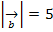 |→b| = 5